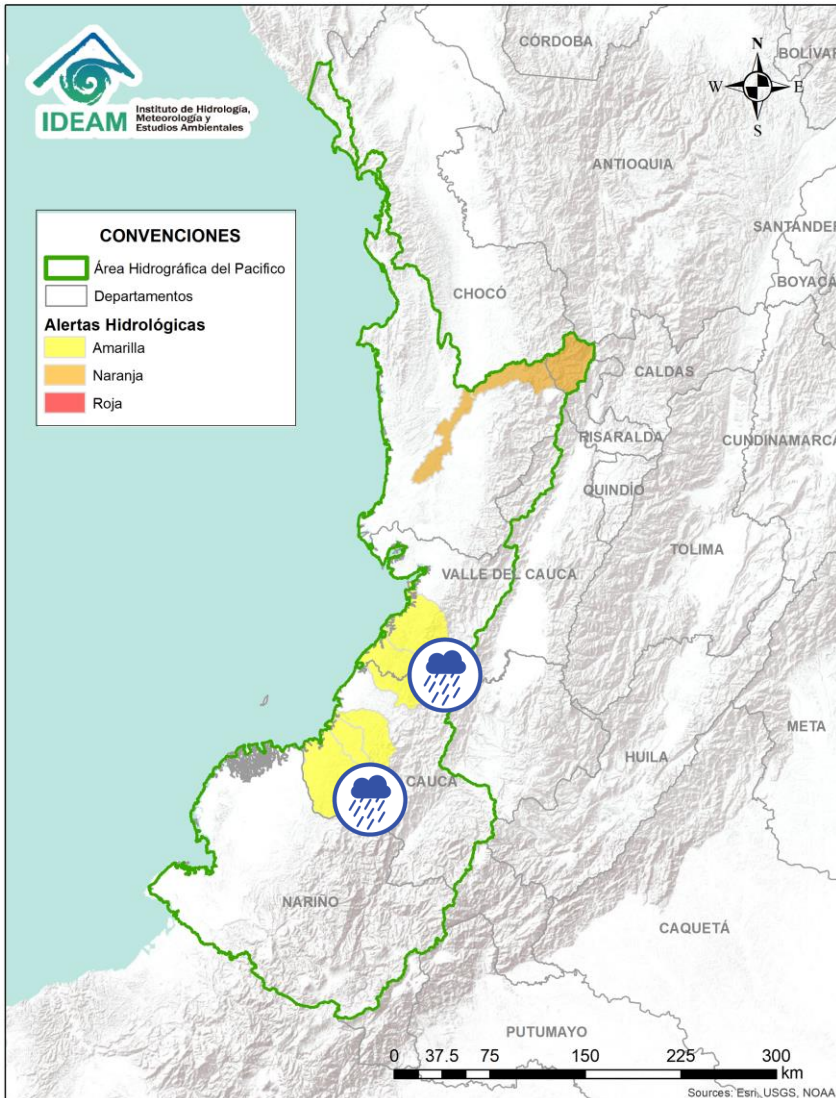 IDEAM
Instituto de Hidrología,
Meteorología y
Estudios Ambientales
N
W
E
S
CÓRDOBA
BOLÍVAR
ANTIOQUIA
SANTANDER
BOYACÁ
CONVENCIONES
Área Hidrográfica del Pacifico
Departamentos
Alertas Hidrológicas
Amarilla
Naranja
Roja
CHOCÓ
CALDAS
RISARALDA
CUNDINAMARCA
QUINDÍO
TOLIMA
VALLE DEL CAUCA
META
HUILA
CAUCA
NARIÑO
CAQUETÁ
PUTUMAYO
0 37.5 75 150 225 300
km
Sources: Esri, USGS, NOAA